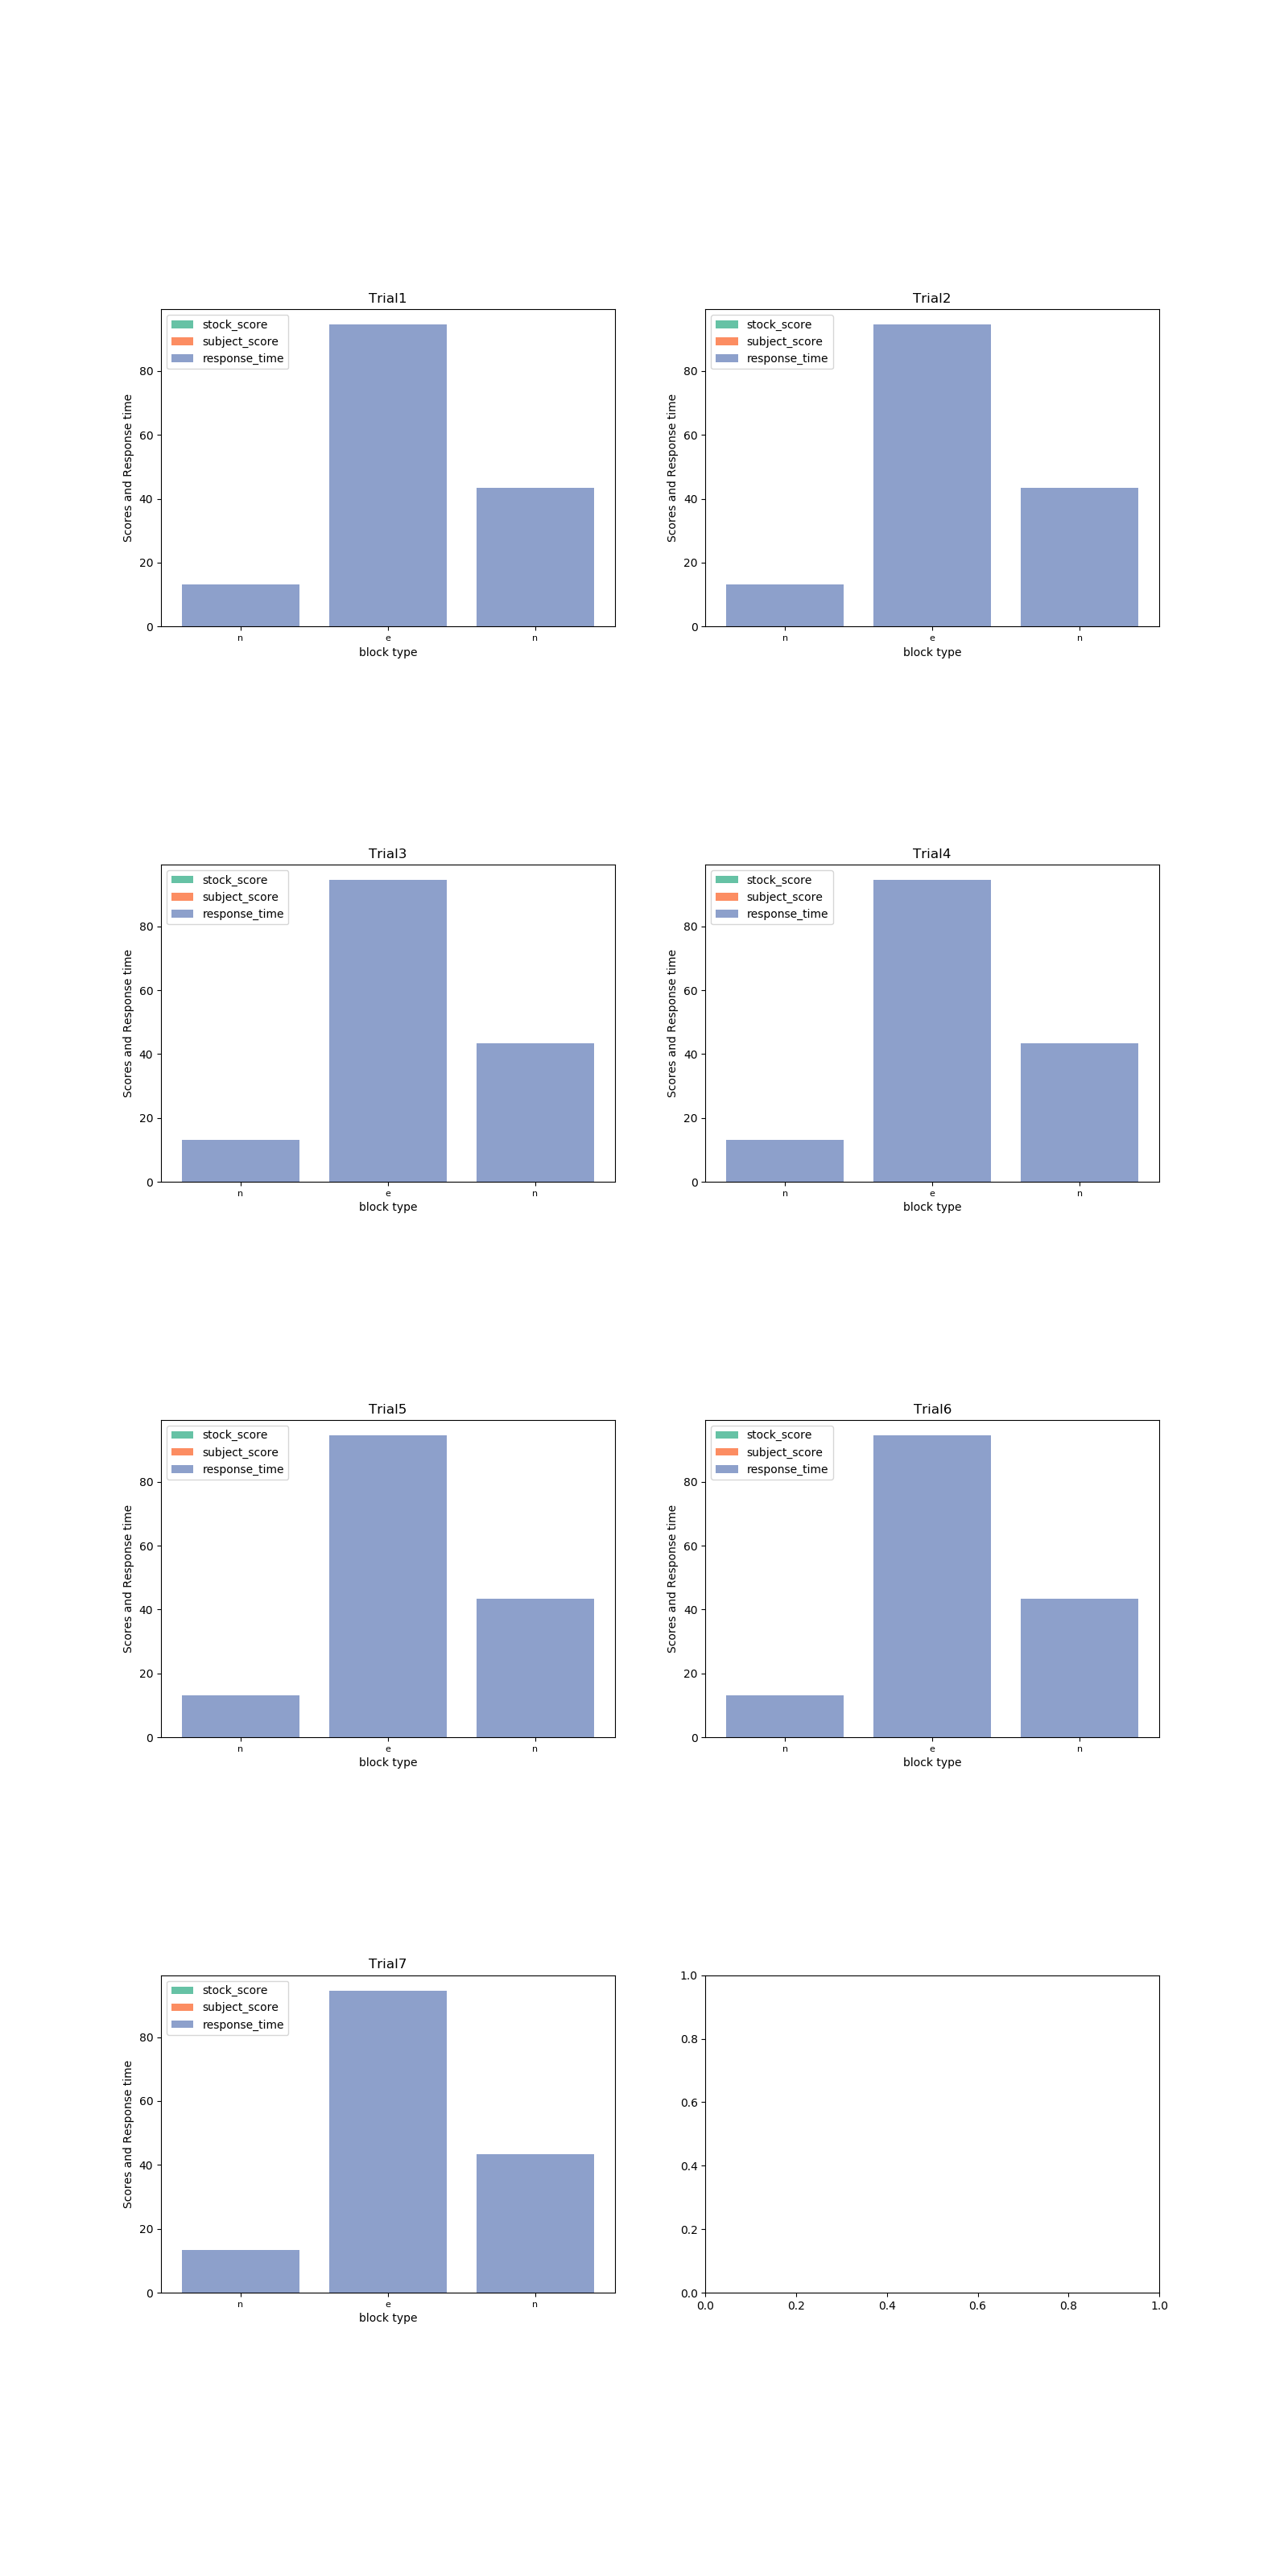 Trial1
stock_score
subject_score
response_time
Scores and Response time
80
60
40
20
0
n e n
block type
Trial2
stock_score
subject_score
response_time
Scores and Response time
80
60
40
20
0
n e n
block type
Trial3
stock_score
subject_score
response_time
Scores and Response time
80
60
40
20
0
n e n
block type
Trial4
stock_score
subject_score
response_time
Scores and Response time
80
60
40
20
0
n e n
block type
Trial5
stock_score
subject_score
response_time
Scores and Response time
80
60
40
20
0
n e n
block type
Trial6
stock_score
subject_score
response_time
Scores and Response time
80
60
40
20
0
n e n
block type
Trial7
stock_score
subject_score
response_time
Scores and Response time
80
60
40
20
0
n e n
block type
1.0
0.8
0.6
0.4
0.2
0.0
0.0 0.2 0.4 0.6 0.8 1.0